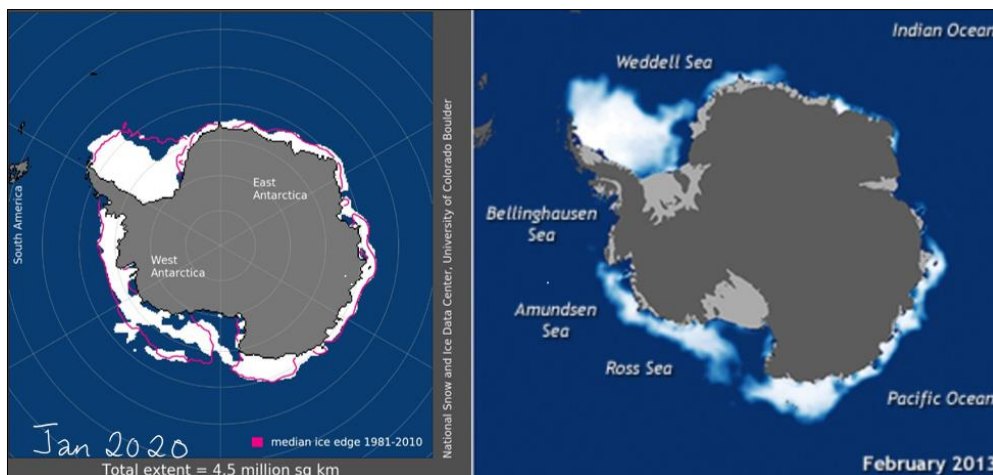 South America
East
Antarctica
West
Antarctica
Jan 2020
median ice edge 1981-2010
Total extent = 4.5 million sq km
National Snow and Ice Data Center, University of Colorado Boulder
Indian Ocean
Weddell Sea
Bellinghausen
Sea
Amundsen
Sea
Ross Sea
Pacific Ocean
February 2013